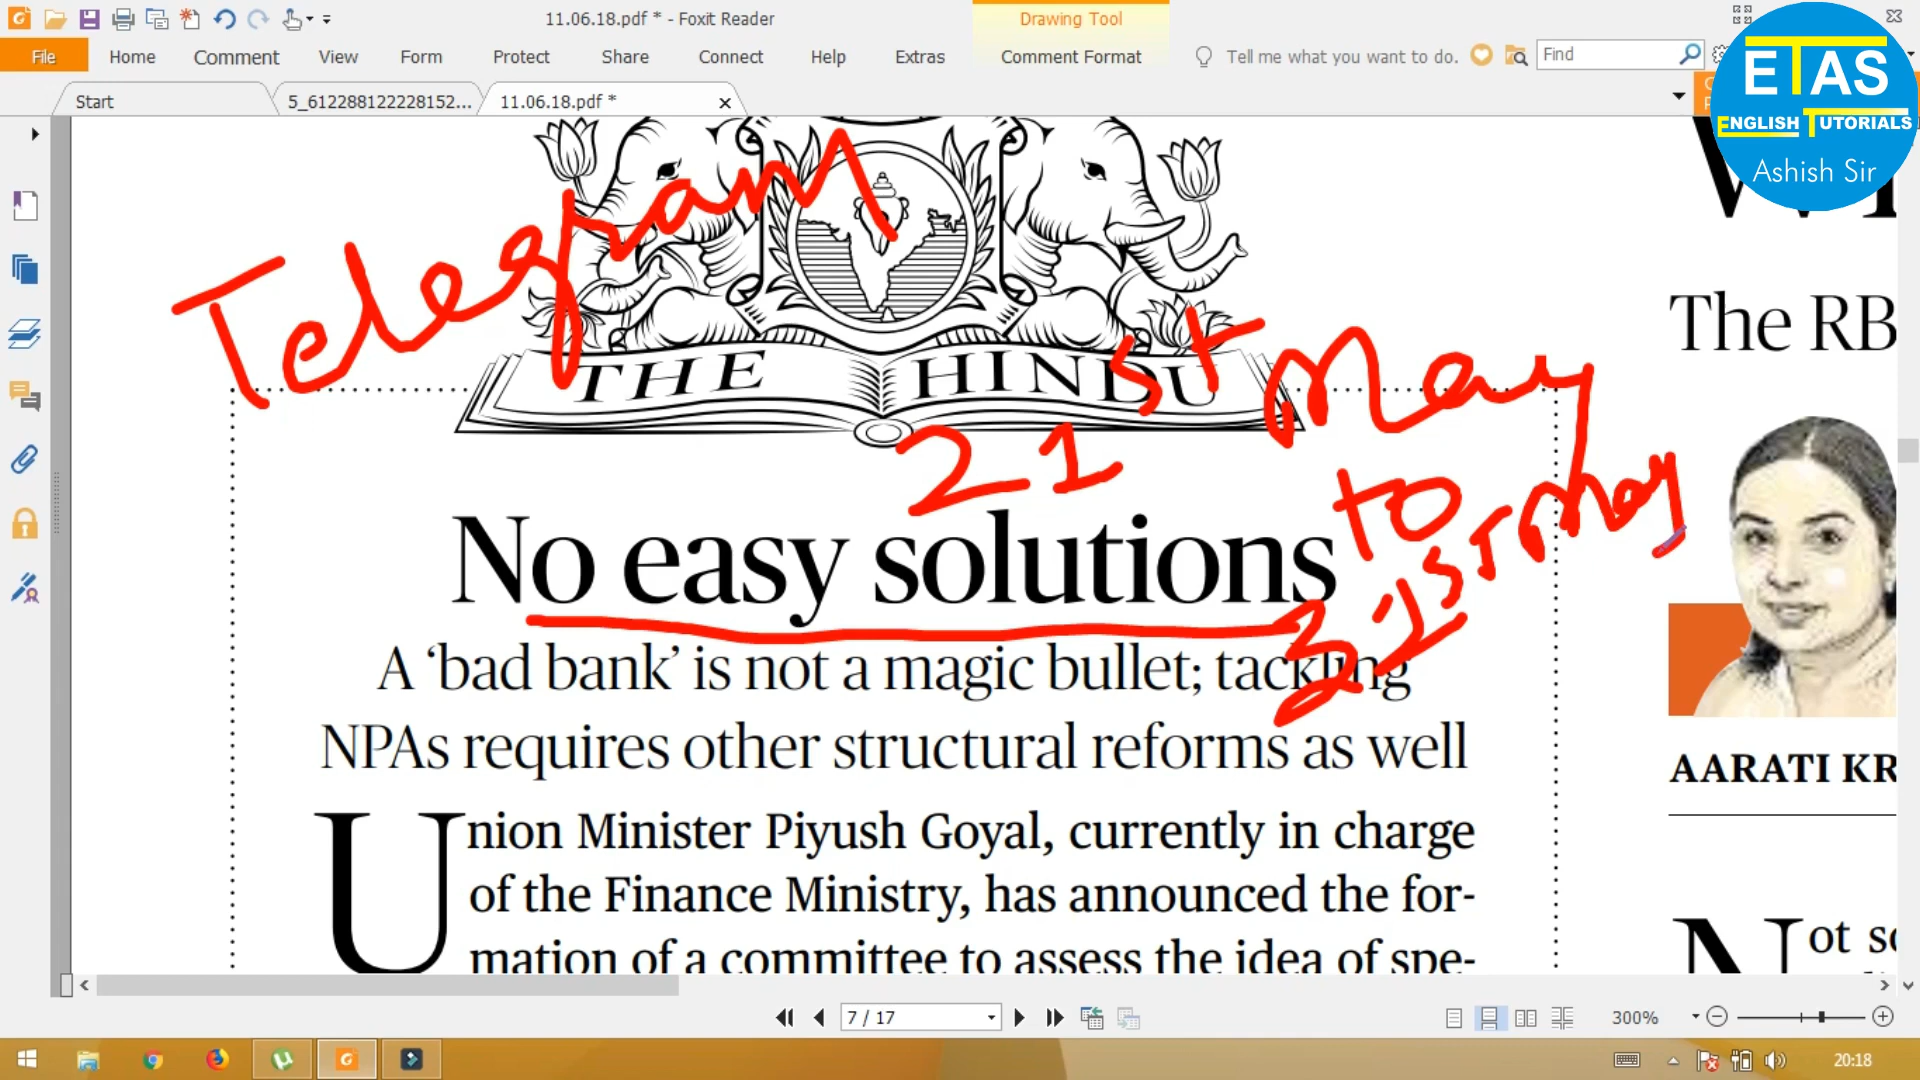 11.06.18.pdf * - Foxit Reader
Drawing Tool
File Home Comment View Form Protect Share Connect Help Extras Comment Format Tell me what you want to do. Find
Start 5_612288122228152... 11.06.18.pdf *
ETAS
ENGLISH TUTORIALS
Ashish Sir
Telegram
THE HINDU
21st May
to
31st May
No easy solutions
A ‘bad bank’ is not a magic bullet; tackling
NPAs requires other structural reforms as well
Union Minister Piyush Goyal, currently in charge
of the Finance Ministry, has announced the for-
mation of a committee to assess the idea of spe-
The RB
AARATI KR
Not so
7 / 17
300%
20:18